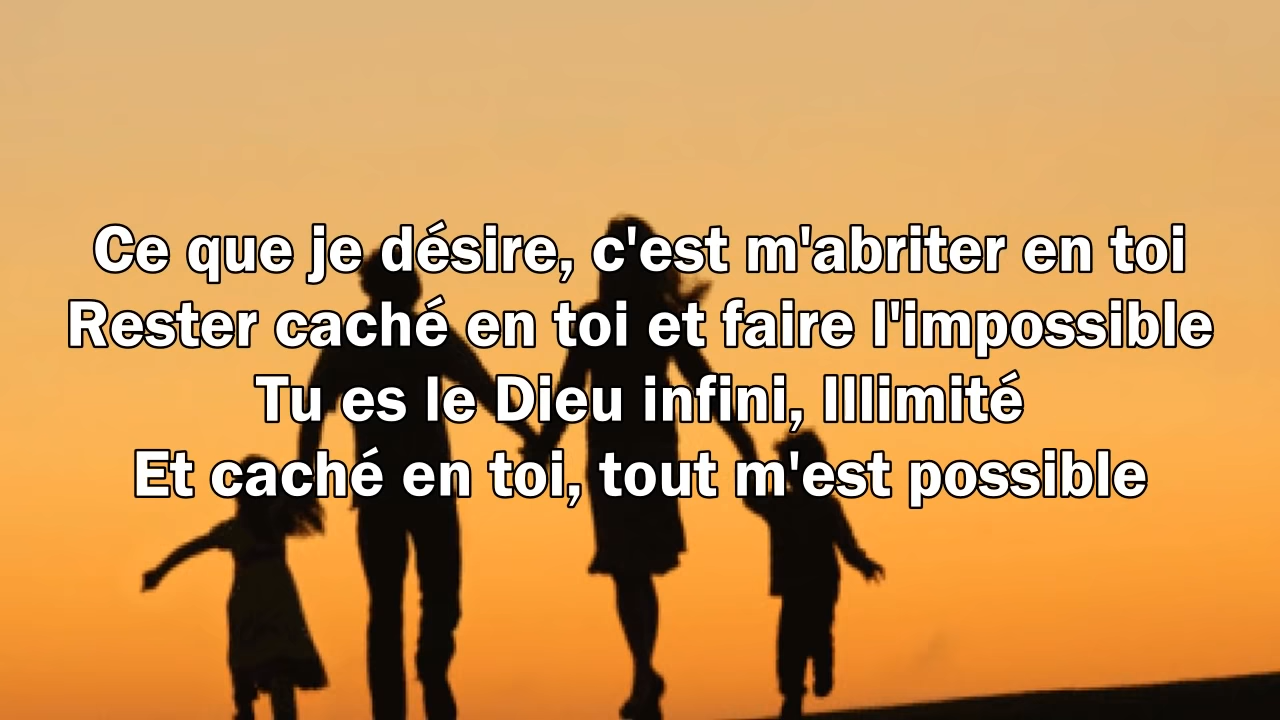 Ce que je désire, c'est m'abriter en toi
Rester caché en toi et faire l'impossible
Tu es le Dieu infini, Illimité
Et caché en toi, tout m'est possible